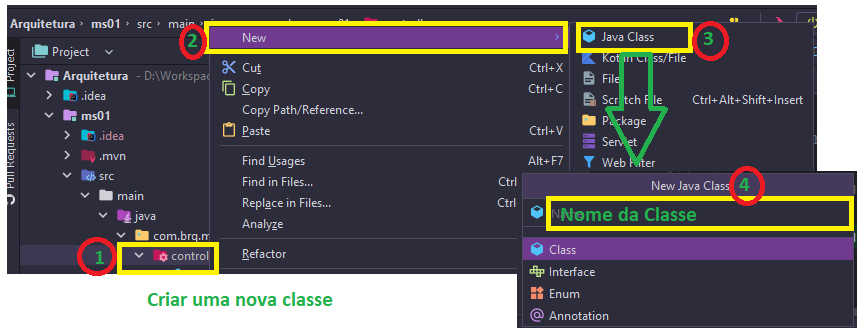 Arquitetura > ms01 > src > main
Project
Project
Pull Requests
Arquitetura - D:\Workspac
.idea
ms01
.idea
.mvn
src
main
java
com.brq.m
1
control
2
New
Cut Ctrl+X
Copy Ctrl+C
Copy Path/Reference...
Paste Ctrl+V
Find Usages Alt+F7
Find in Files... Ctrl+
Replace in Files... Ctrl+
Analyze
Refactor
Java Class
3
Kotlin Class/File
File
Scratch File Ctrl+Alt+Shift+Insert
Package
Servlet
Web Filter
New Java Class
4
Nome da Classe
Class
Interface
Enum
Annotation
Criar uma nova classe